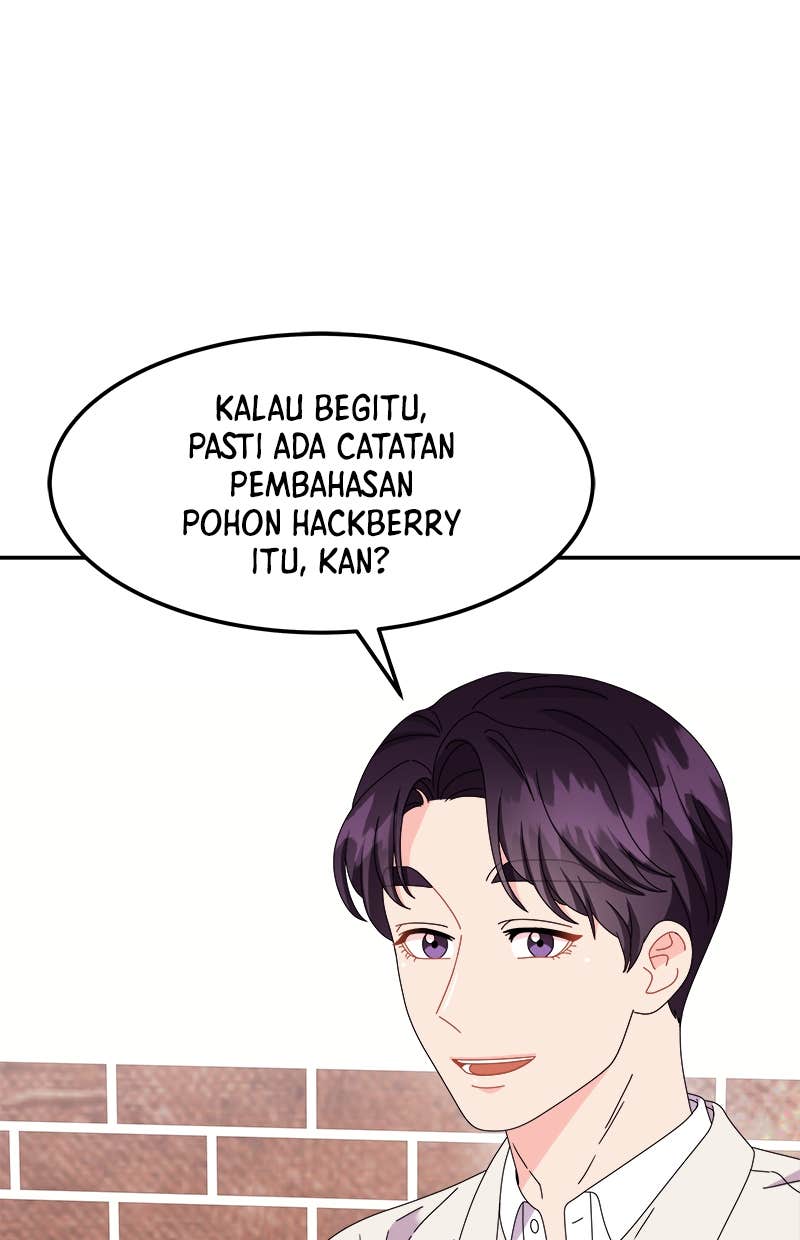 KALAU BEGITU,
PASTI ADA CATATAN
PEMBAHASAN
POHON HACKBERRY
ITU, KAN?